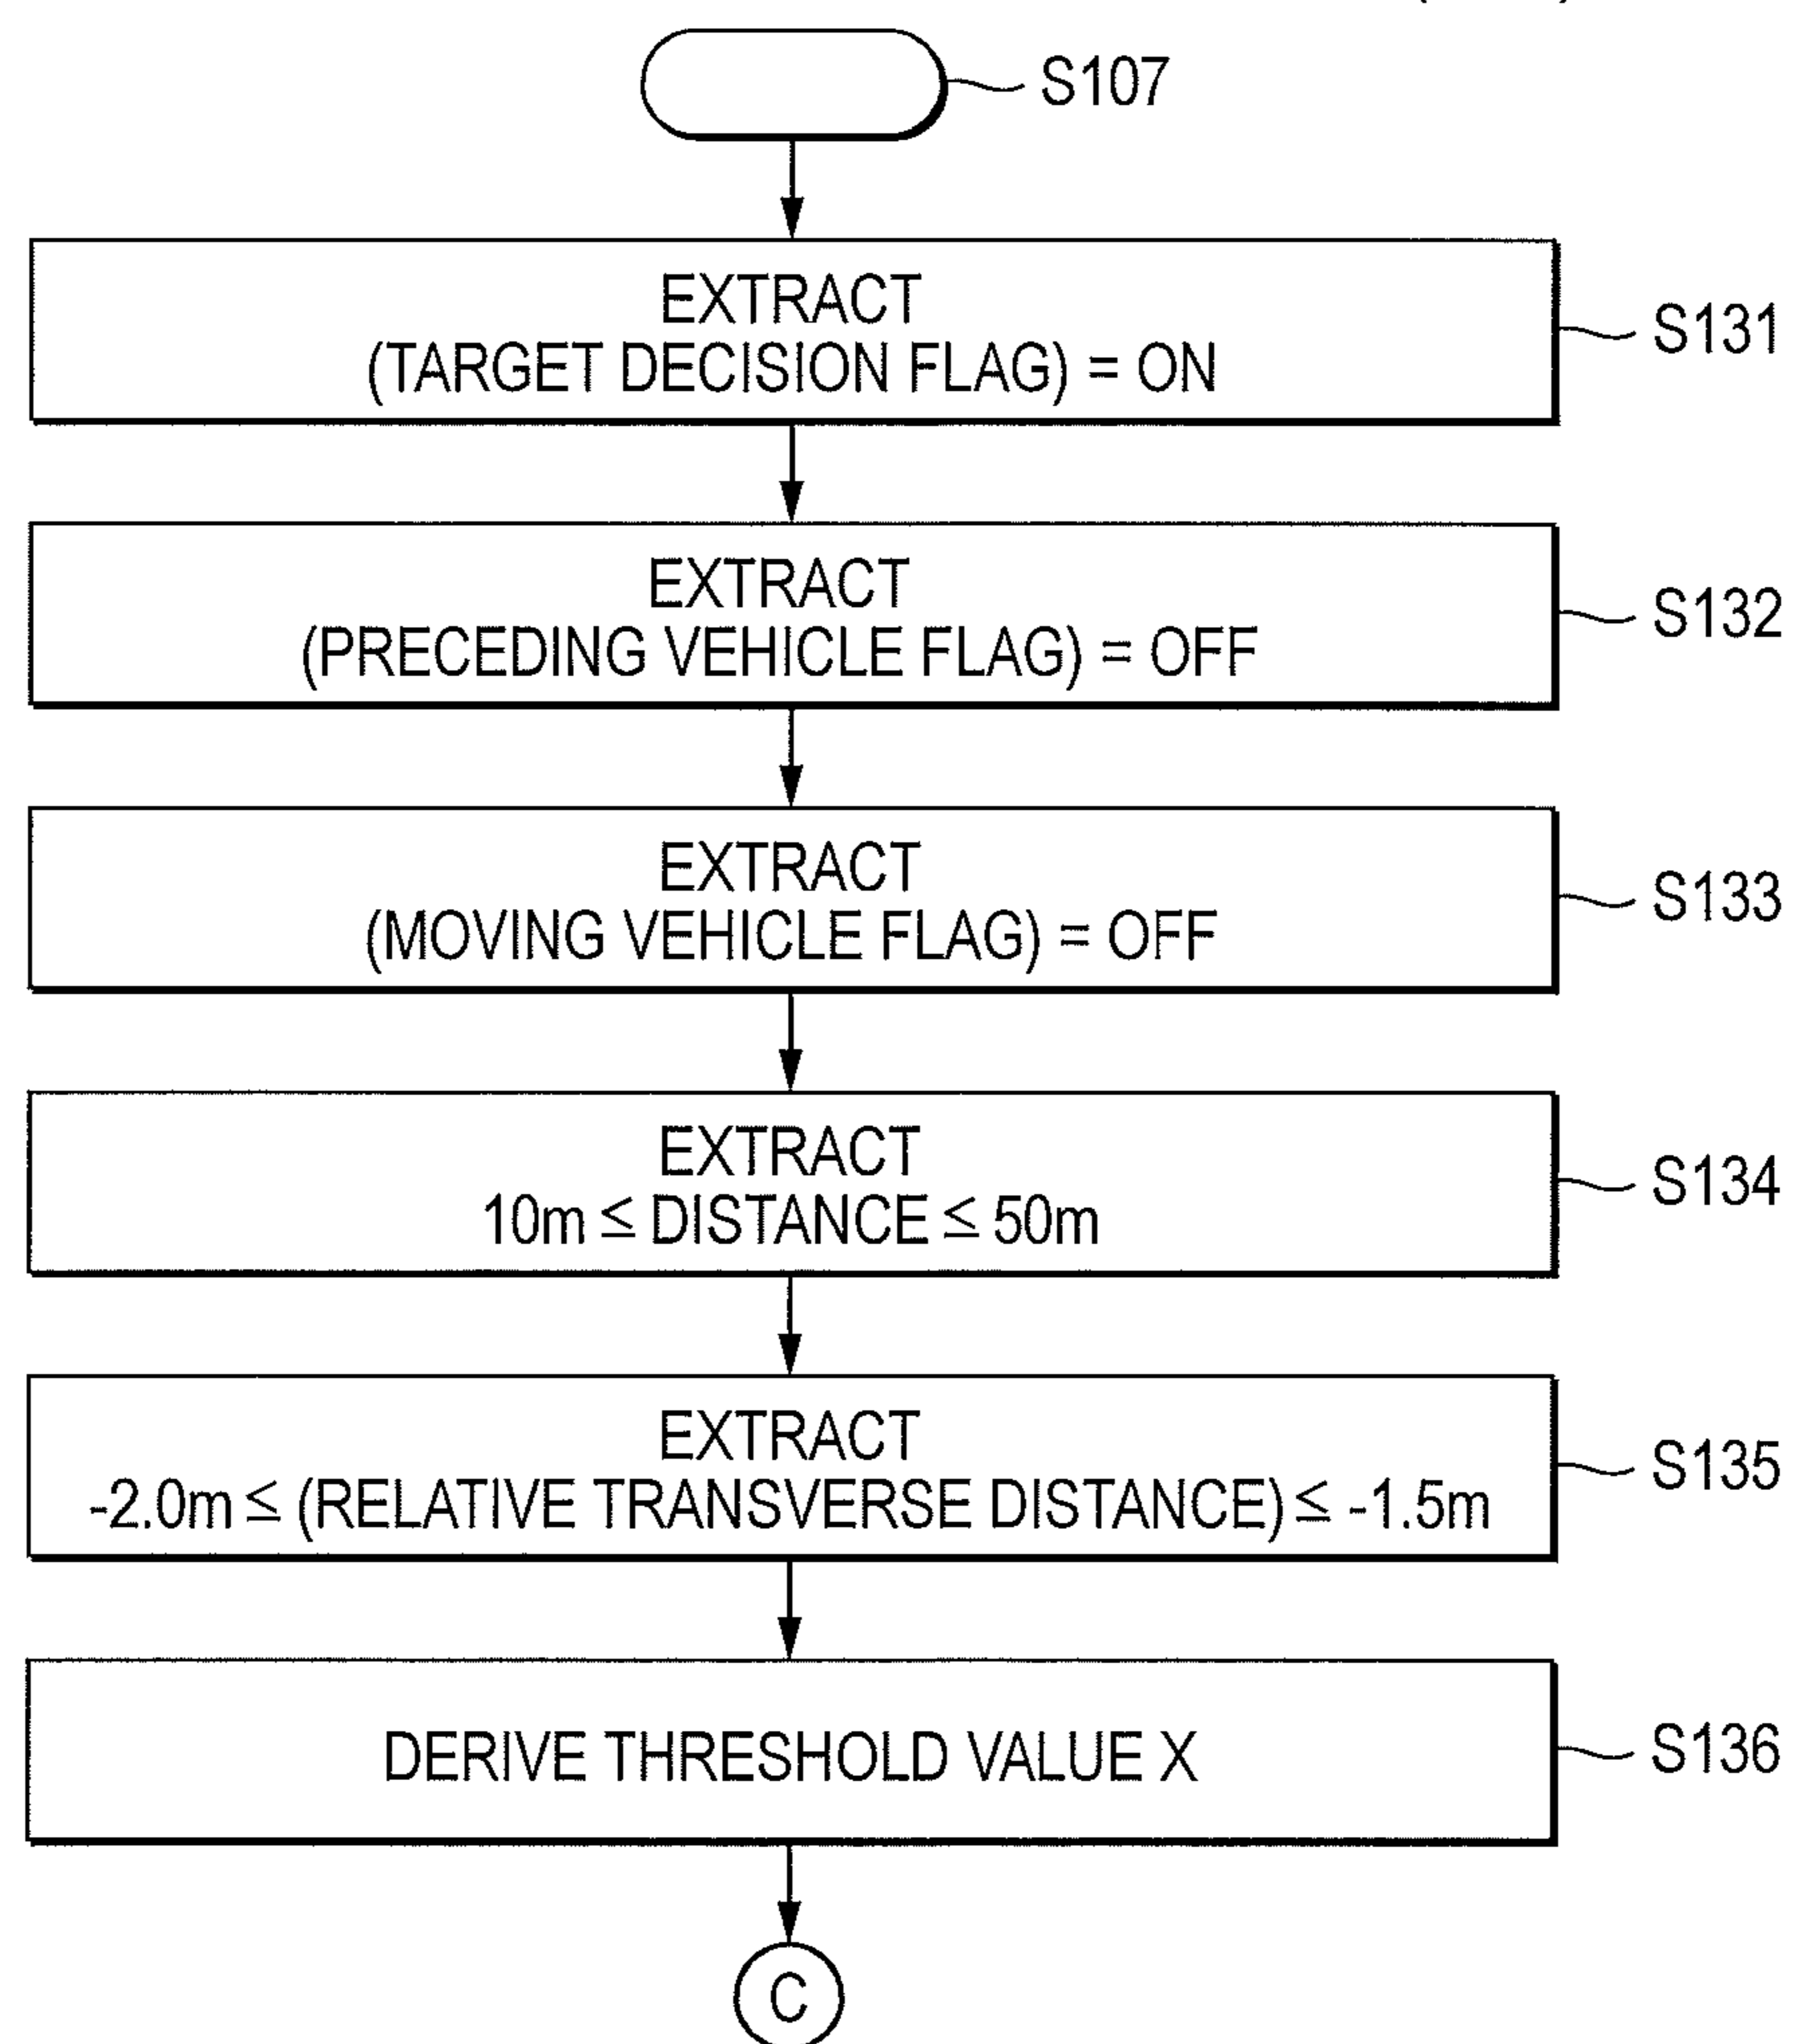 S107
EXTRACT
(TARGET DECISION FLAG) = ON
S131
EXTRACT
(PRECEDING VEHICLE FLAG) = OFF
S132
EXTRACT
(MOVING VEHICLE FLAG) = OFF
S133
EXTRACT
10m ≤ DISTANCE ≤ 50m
S134
EXTRACT
-2.0m ≤ (RELATIVE TRANSVERSE DISTANCE) ≤ -1.5m
S135
DERIVE THRESHOLD VALUE X
S136
C